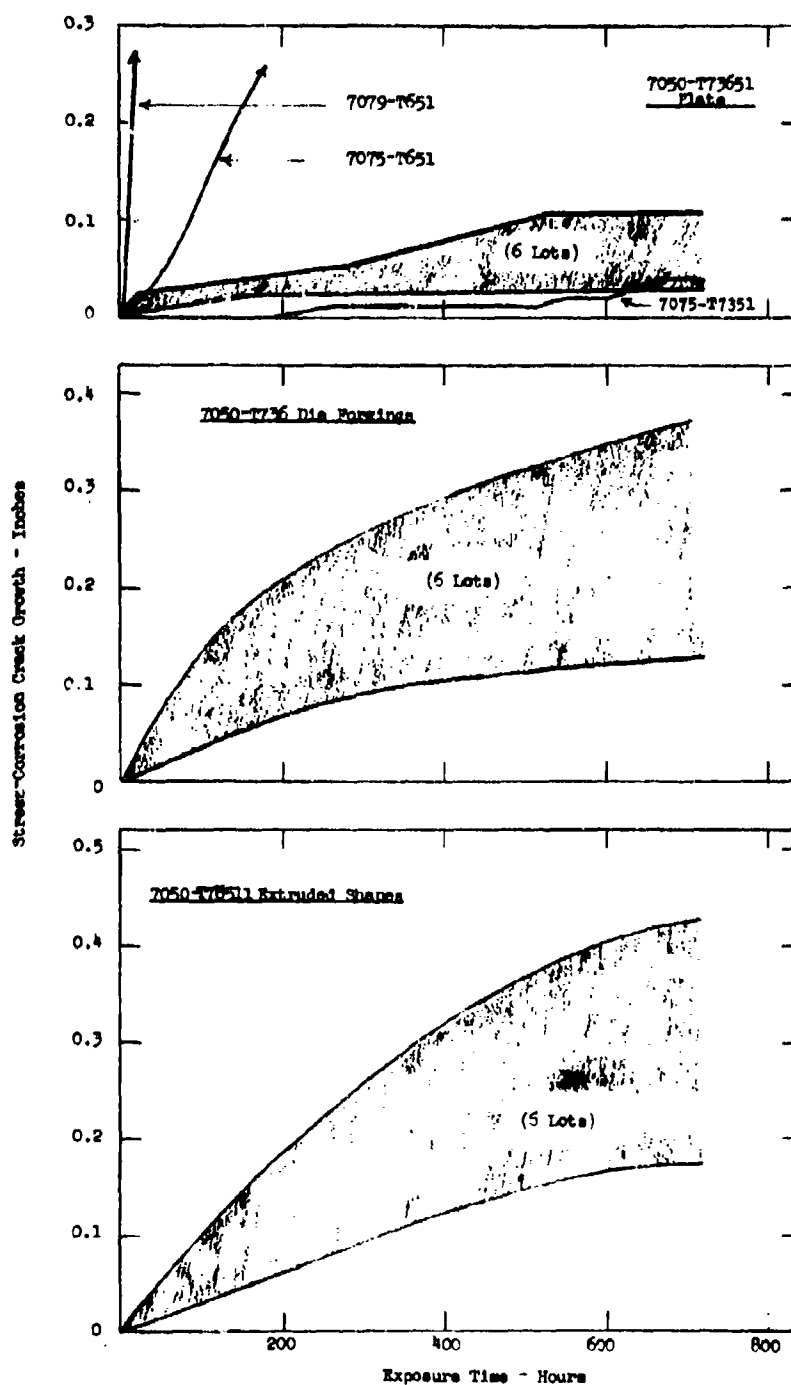 0.3
0.2
0.1
0
7079-T651
7075-T651
7050-T73651
Plate
(6 Lots)
7075-T7351
0.4
0.3
0.2
0.1
0
7050-T736 Die Forgings
(6 Lots)
Stress-Corrosion Crack Growth - Inches
0.5
0.4
0.3
0.2
0.1
0
7050-T76511 Extruded Shapes
(5 Lots)
200
400
600
800
Exposure Time - Hours